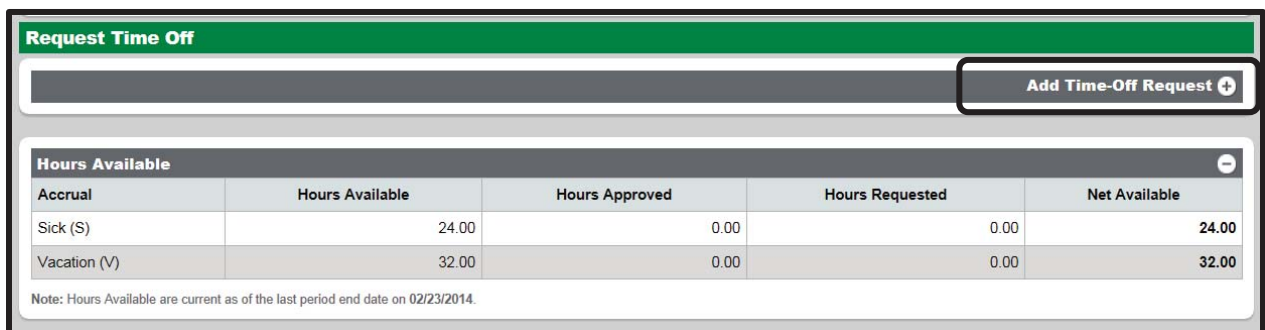 Request Time Off
Add Time-Off Request
Hours Available
Accrual Hours Available Hours Approved Hours Requested Net Available
Sick (S) 24.00 0.00 0.00 24.00
Vacation (V) 32.00 0.00 0.00 32.00
Note: Hours Available are current as of the last period end date on 02/23/2014.